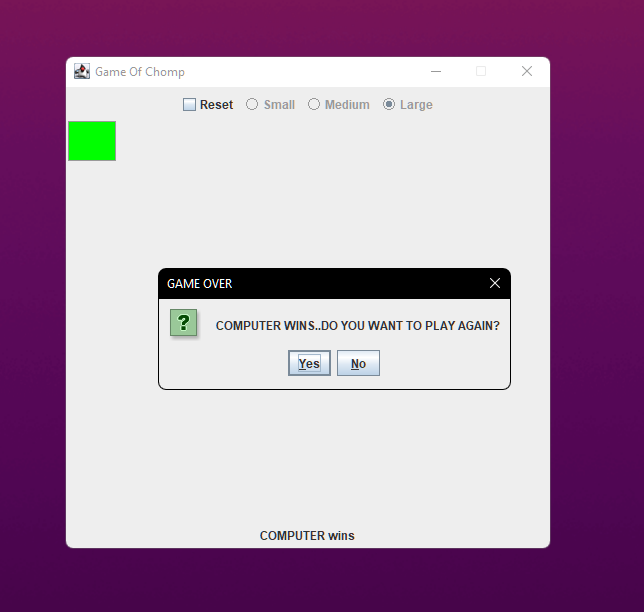 Game Of Chomp
Reset Small Medium Large
GAME OVER
?
COMPUTER WINS..DO YOU WANT TO PLAY AGAIN?
Yes No
COMPUTER wins